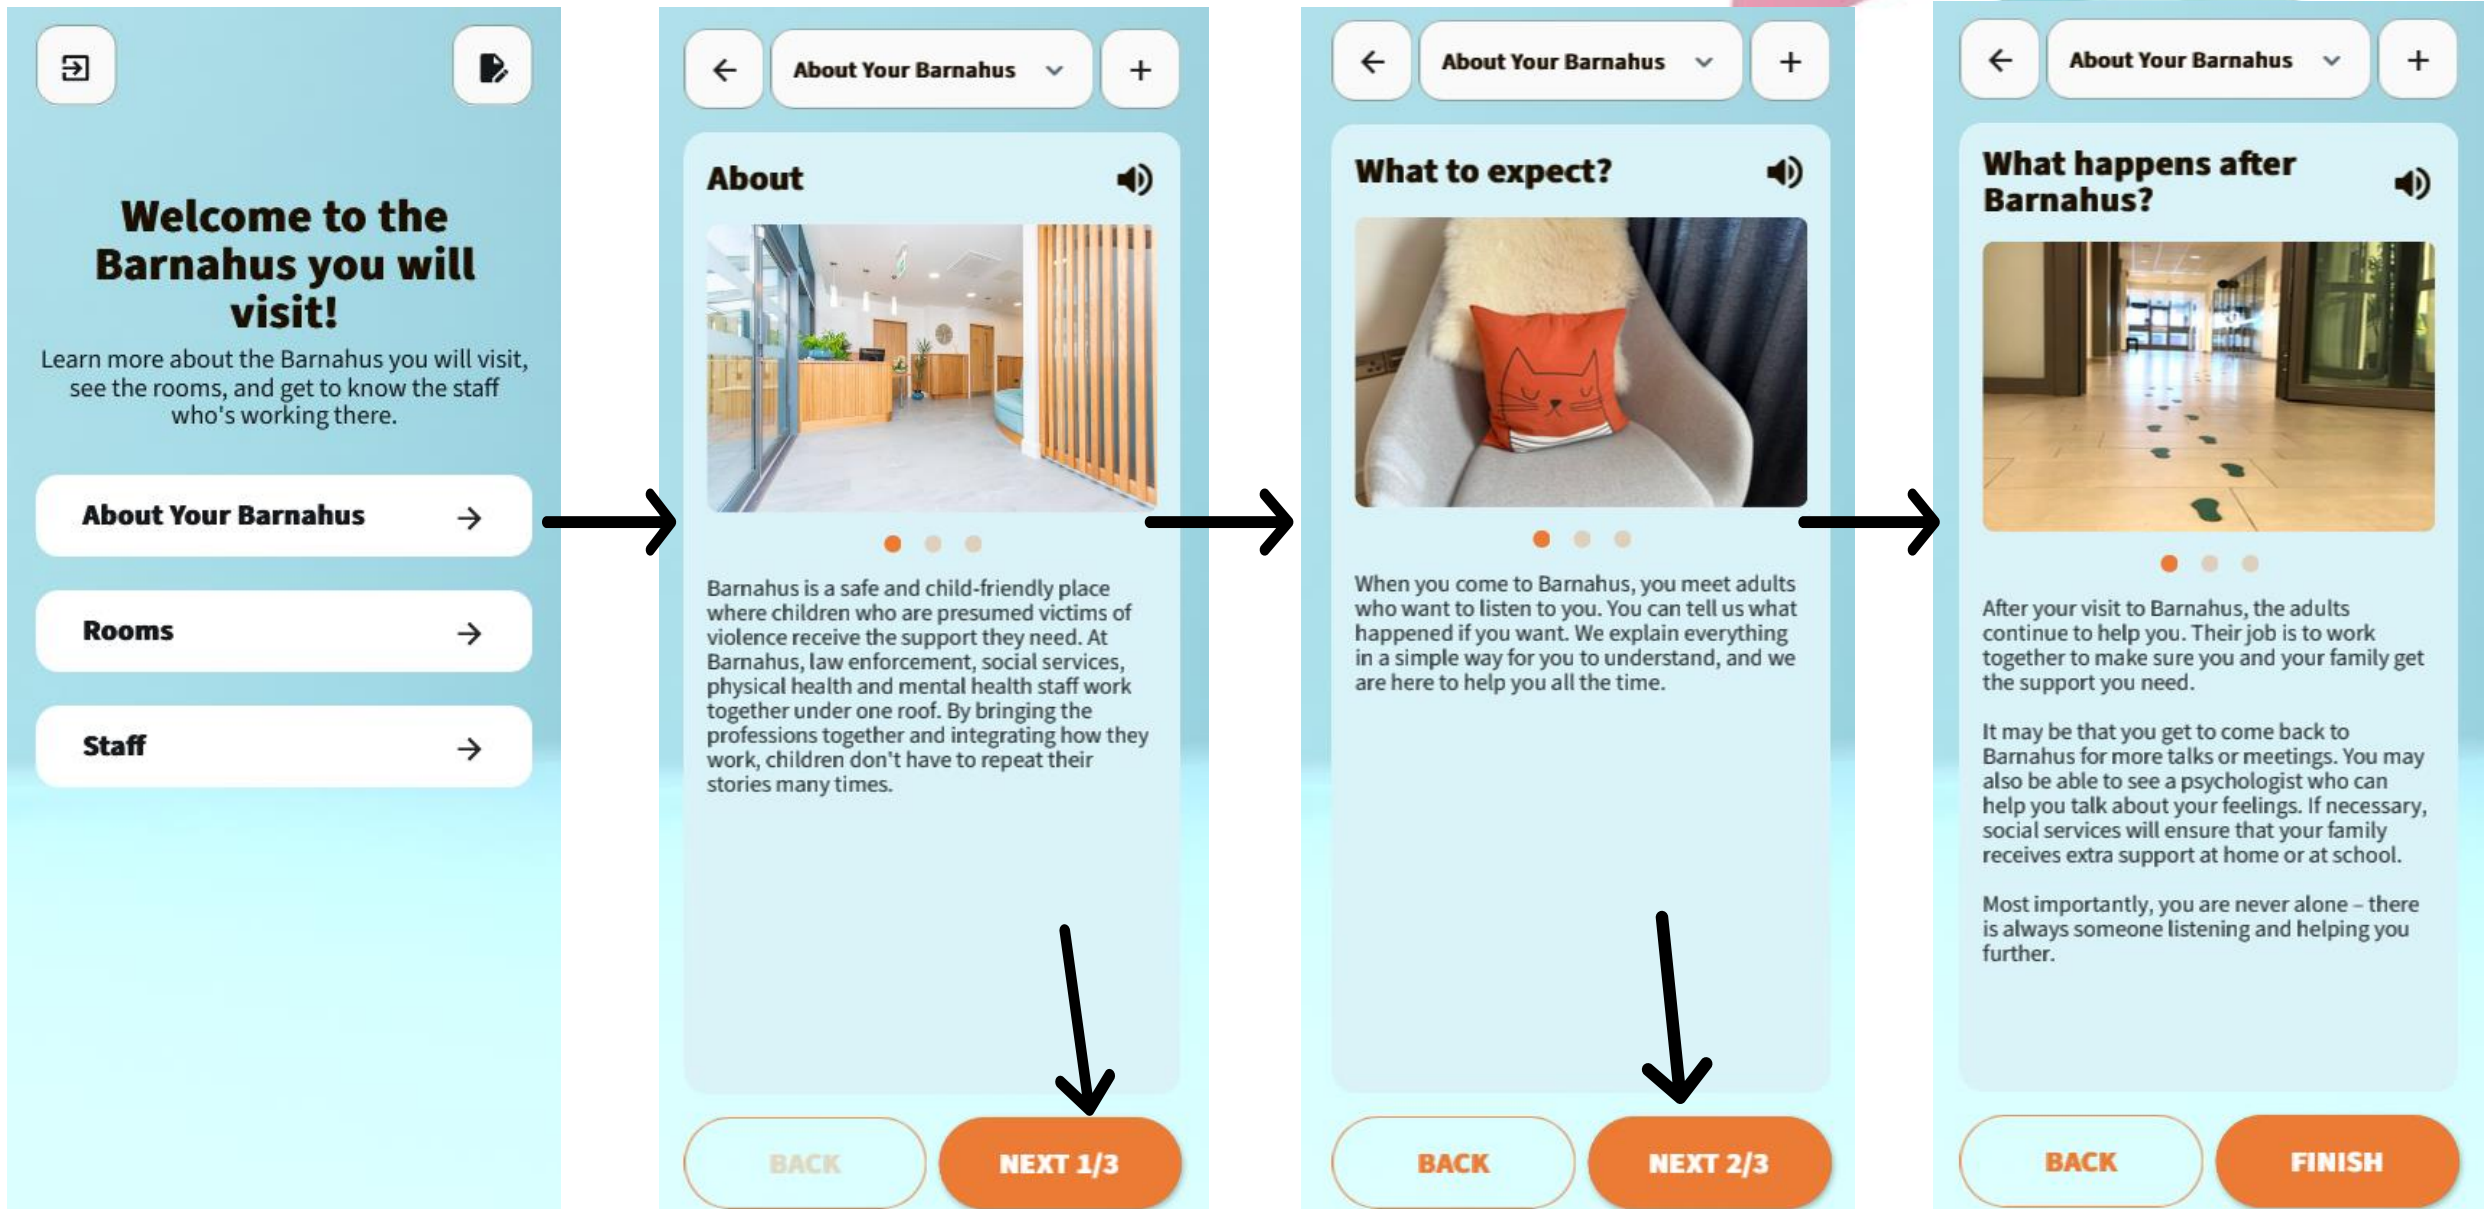 Welcome to the
Barnahus you will
visit!
Learn more about the Barnahus you will visit,
see the rooms, and get to know the staff
who's working there.
About Your Barnahus
Rooms
Staff
About Your Barnahus
About
Barnahus is a safe and child-friendly place
where children who are presumed victims of
violence receive the support they need. At
Barnahus, law enforcement, social services,
physical health and mental health staff work
together under one roof. By bringing the
professions together and integrating how they
work, children don't have to repeat their
stories many times.
BACK
NEXT 1/3
About Your Barnahus
What to expect?
When you come to Barnahus, you meet adults
who want to listen to you. You can tell us what
happened if you want. We explain everything
in a simple way for you to understand, and we
are here to help you all the time.
BACK
NEXT 2/3
About Your Barnahus
What happens after
Barnahus?
After your visit to Barnahus, the adults
continue to help you. Their job is to work
together to make sure you and your family get
the support you need.
It may be that you get to come back to
Barnahus for more talks or meetings. You may
also be able to see a psychologist who can
help you talk about your feelings. If necessary,
social services will ensure that your family
receives extra support at home or at school.
Most importantly, you are never alone – there
is always someone listening and helping you
further.
BACK
FINISH